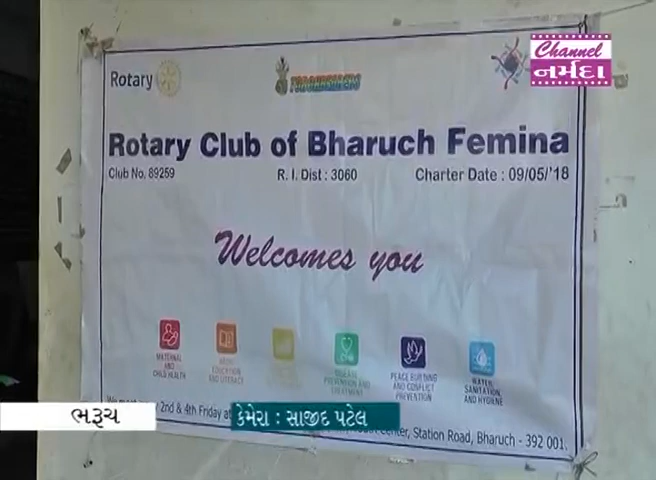 Channel
નર્મદા
Rotary
Rotary Club of Bharuch Femina
Club No. 89259 R. I. Dist : 3060 Charter Date : 09/05/'18
Welcomes you
MATERNAL
AND
CHILD HEALTH
BASIC
EDUCATION
AND LITERACY
DISEASE
PREVENTION AND
TREATMENT
PEACE BUILDING
AND CONFLICT
PREVENTION
WATER,
SANITATION
AND HYGIENE
2nd & 4th Friday at Center, Station Road, Bharuch - 392 001.
ભરૂચ
કેમેરા : સાજીદ પટેલ